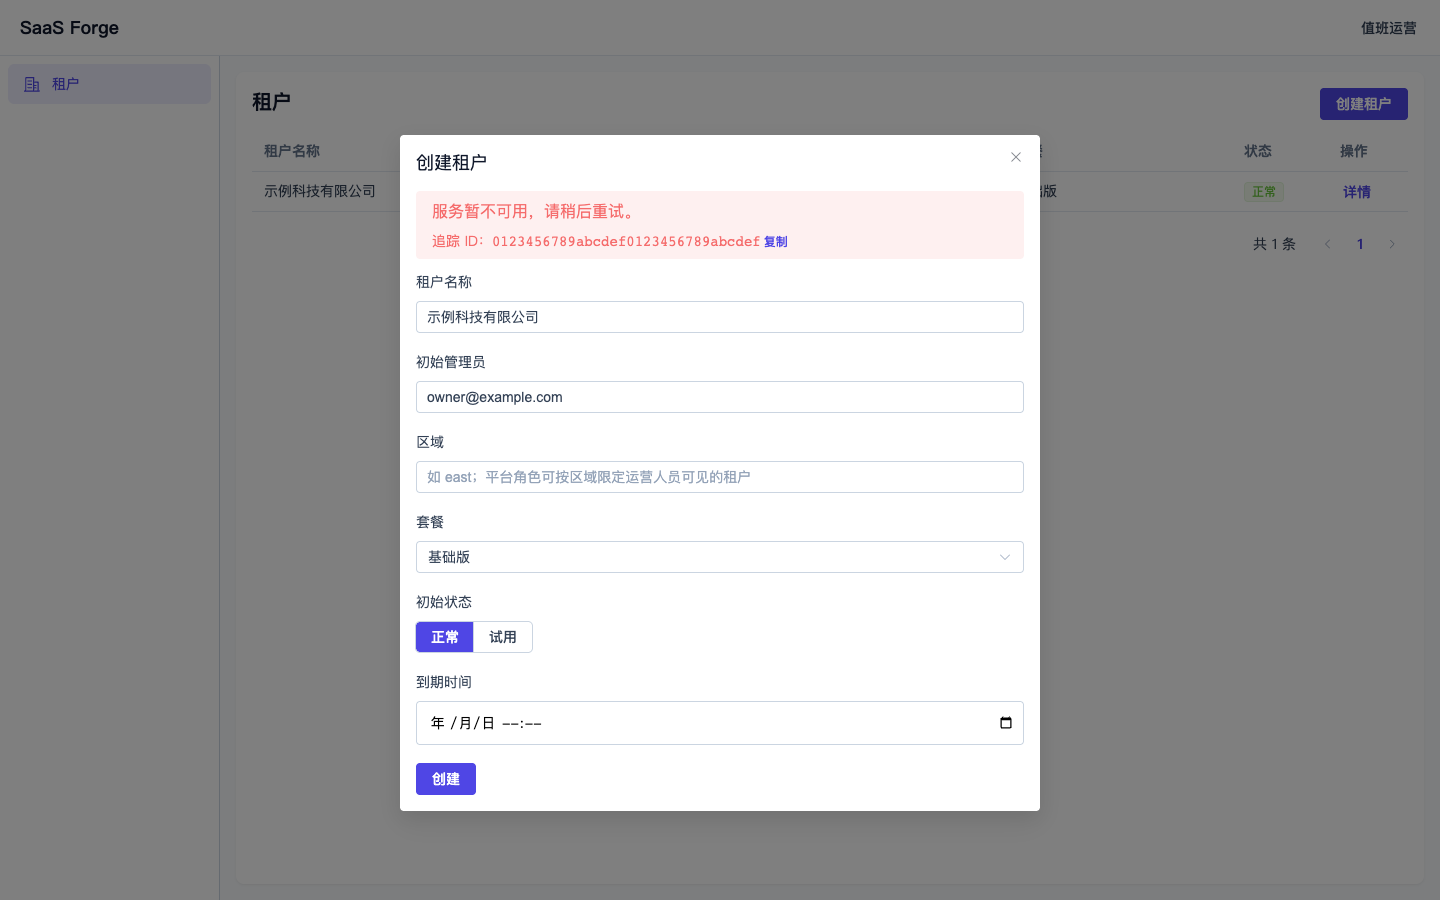 SaaS Forge
值班运营
租户
租户
创建租户
租户名称
状态
操作
示例科技有限公司
版
正常
详情
共 1 条
1
创建租户
服务暂不可用，请稍后重试。
追踪 ID：0123456789abcdef0123456789abcdef 复制
租户名称
示例科技有限公司
初始管理员
owner@example.com
区域
如 east；平台角色可按区域限定运营人员可见的租户
套餐
基础版
初始状态
正常
试用
到期时间
年 /月/日 --:--
创建